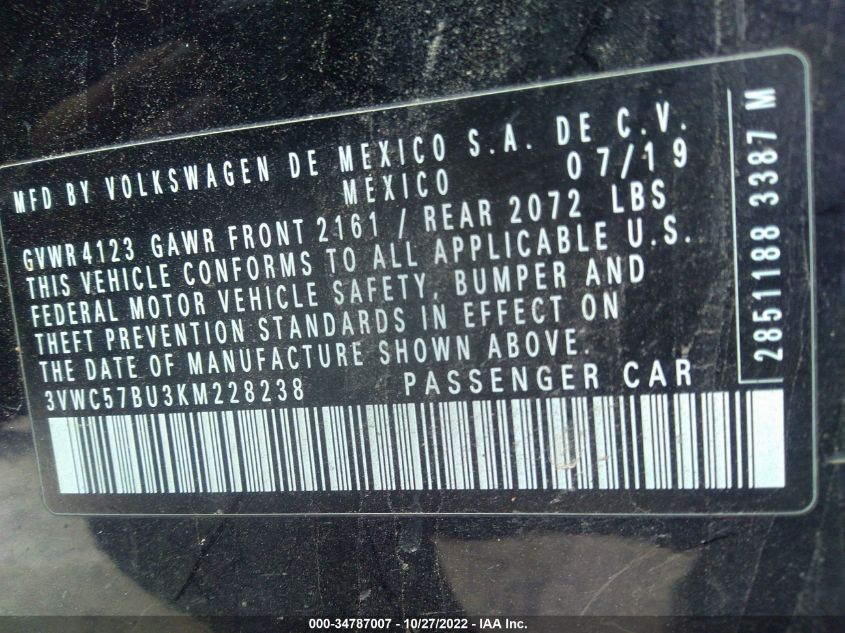 MFD BY VOLKSWAGEN DE MEXICO S.A. DE C.V.
MEXICO 07/19
GVWR4123 GAWR FRONT 2161 / REAR 2072 LBS
THIS VEHICLE CONFORMS TO ALL APPLICABLE U.S.
FEDERAL MOTOR VEHICLE SAFETY, BUMPER AND
THEFT PREVENTION STANDARDS IN EFFECT ON
THE DATE OF MANUFACTURE SHOWN ABOVE.
3VWC57BU3KM228238 PASSENGER CAR
2851188 3387 M
000-34787007 - 10/27/2022 - IAA Inc.